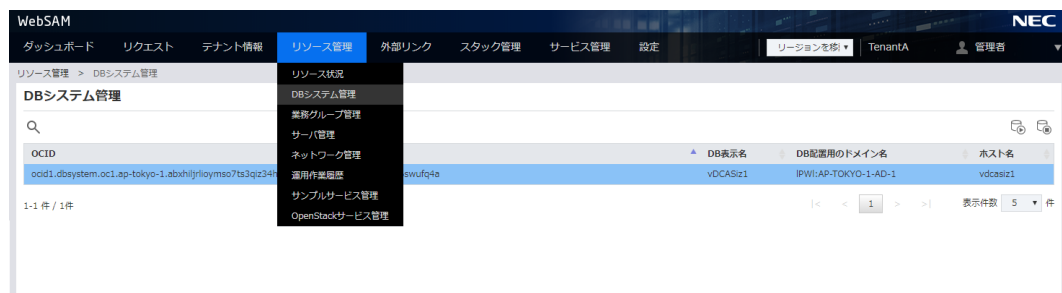 WebSAM
NEC
ダッシュボード リクエスト テナント情報 リソース管理 外部リンク スタック管理 サービス管理 設定 リージョンを移 TenantA 管理者
リソース管理 > DBシステム管理
リソース状況
DBシステム管理
DBシステム管理
業務グループ管理
サーバ管理
ネットワーク管理
運用作業履歴
サンプルサービス管理
OpenStackサービス管理
OCID DB表示名 DB配置用のドメイン名 ホスト名
ocid1.dbsystem.oc1.ap-tokyo-1.abxhiljrlioymso7ts3qiz34h swufq4a vDCASiz1 IPWI:AP-TOKYO-1-AD-1 vdcasiz1
1-1 件 / 1件 |< < 1 > >| 表示件数 5 件